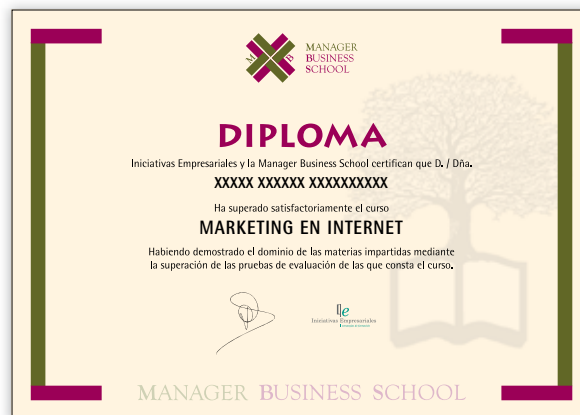 M B
MANAGER
BUSINESS
SCHOOL
DIPLOMA
Iniciativas Empresariales y la Manager Business School certifican que D. / Dña.
XXXXX XXXXXX XXXXXXXXXX
Ha superado satisfactoriamente el curso
MARKETING EN INTERNET
Habiendo demostrado el dominio de las materias impartidas mediante
la superación de las pruebas de evaluación de las que consta el curso.
Iniciativas Empresariales
MANAGER BUSINESS SCHOOL